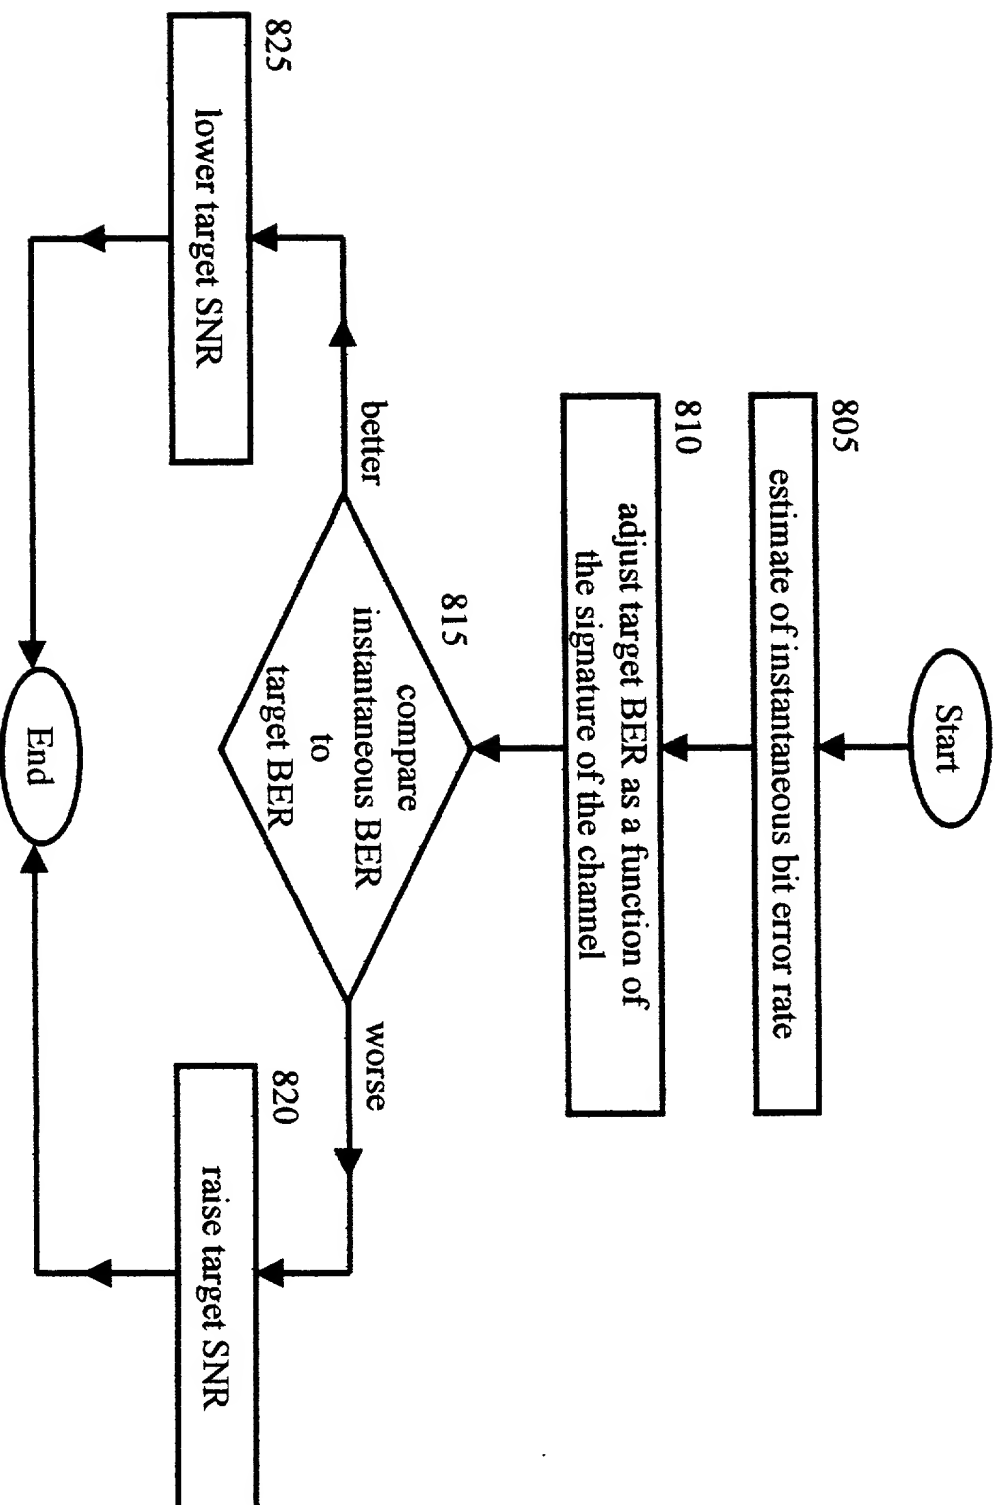 Start
805
estimate of instantaneous bit error rate
810
adjust target BER as a function of
the signature of the channel
815
compare
instantaneous BER
to
target BER
better
worse
825
lower target SNR
820
raise target SNR
End